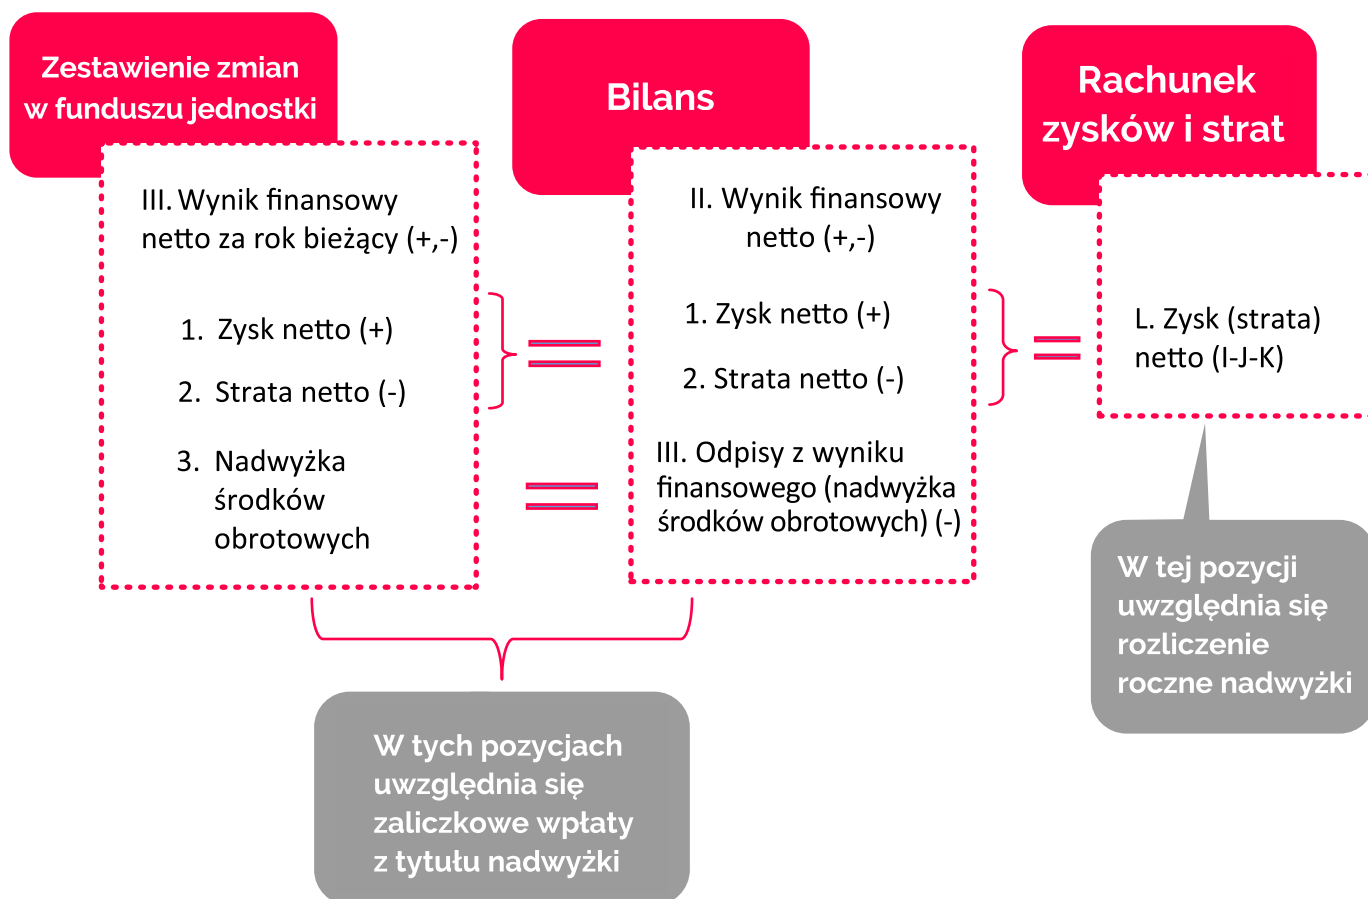 Zestawienie zmian
w funduszu jednostki
III. Wynik finansowy
netto za rok bieżący (+,-)
1. Zysk netto (+)
2. Strata netto (-)
3. Nadwyżka
środków
obrotowych
Bilans
II. Wynik finansowy
netto (+,-)
1. Zysk netto (+)
2. Strata netto (-)
III. Odpisy z wyniku
finansowego (nadwyżka
środków obrotowych) (-)
Rachunek
zysków i strat
L. Zysk (strata)
netto (I-J-K)
W tej pozycji
uwzględnia się
rozliczenie
roczne nadwyżki
W tych pozycjach
uwzględnia się
zaliczkowe wpłaty
z tytułu nadwyżki